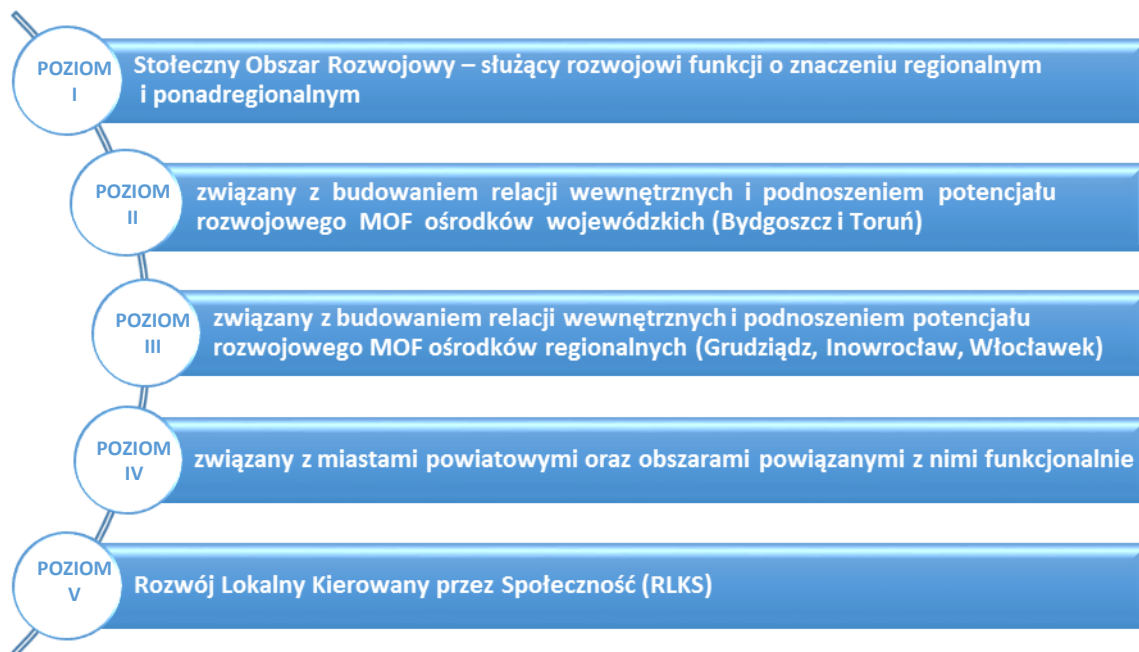 POZIOM
I
Stołeczny Obszar Rozwojowy – służący rozwojowi funkcji o znaczeniu regionalnym
i ponadregionalnym
POZIOM
II
związany z budowaniem relacji wewnętrznych i podnoszeniem potencjału
rozwojowego MOF ośrodków wojewódzkich (Bydgoszcz i Toruń)
POZIOM
III
związany z budowaniem relacji wewnętrznych i podnoszeniem potencjału
rozwojowego MOF ośrodków regionalnych (Grudziądz, Inowrocław, Włocławek)
POZIOM
IV
związany z miastami powiatowymi oraz obszarami powiązanymi z nimi funkcjonalnie
POZIOM
V
Rozwój Lokalny Kierowany przez Społeczność (RLKS)